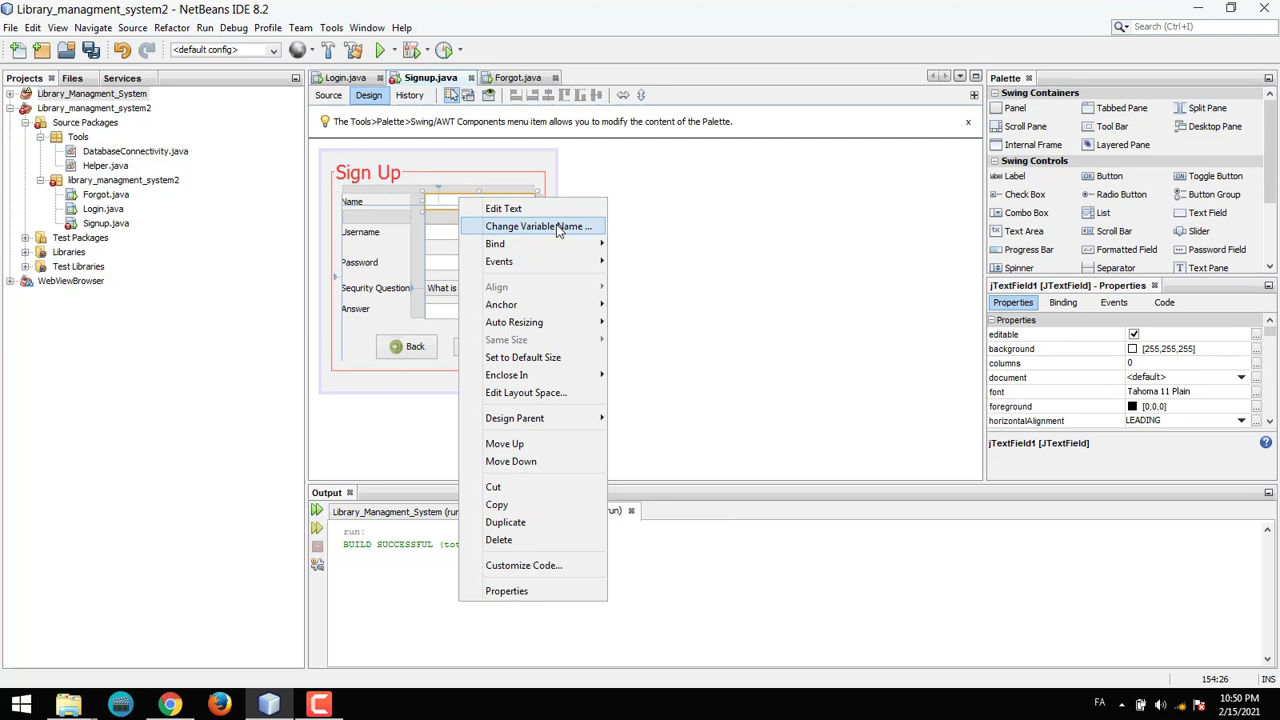 Library_managment_system2 - NetBeans IDE 8.2
File Edit View Navigate Source Refactor Run Debug Profile Team Tools Window Help
Search (Ctrl+I)
<default config>
Projects Files Services
Library_Managment_System
Library_managment_system2
Source Packages
Tools
DatabaseConnectivity.java
Helper.java
library_managment_system2
Forgot.java
Login.java
Signup.java
Test Packages
Libraries
Test Libraries
WebViewBrowser
Login.java Signup.java Forgot.java
Source Design History
The Tools>Palette>Swing/AWT Components menu item allows you to modify the content of the Palette. x
Sign Up
Name
Username
Password
Sequrity Question What is
Answer
Back
Edit Text
Change Variable Name ...
Bind
Events
Align
Anchor
Auto Resizing
Same Size
Set to Default Size
Enclose In
Edit Layout Space...
Design Parent
Move Up
Move Down
Cut
Copy
Duplicate
Delete
Customize Code...
Properties
Output
Library_Managment_System (run un)
run:
BUILD SUCCESSFUL (tot
Palette
Swing Containers
Panel Tabbed Pane Split Pane
Scroll Pane Tool Bar Desktop Pane
Internal Frame Layered Pane
Swing Controls
label Label OK Button ON Toggle Button
Check Box Radio Button Button Group
Combo Box List Text Field
Text Area Scroll Bar Slider
Progress Bar Formatted Field Password Field
Spinner Separator Text Pane
jTextField1 [JTextField] - Properties
Properties Binding Events Code
Properties
editable
background [255,255,255]
columns 0
document <default>
font Tahoma 11 Plain
foreground [0,0,0]
horizontalAlignment LEADING
jTextField1 [JTextField]
154:26 INS
FA
10:50 PM
2/15/2021